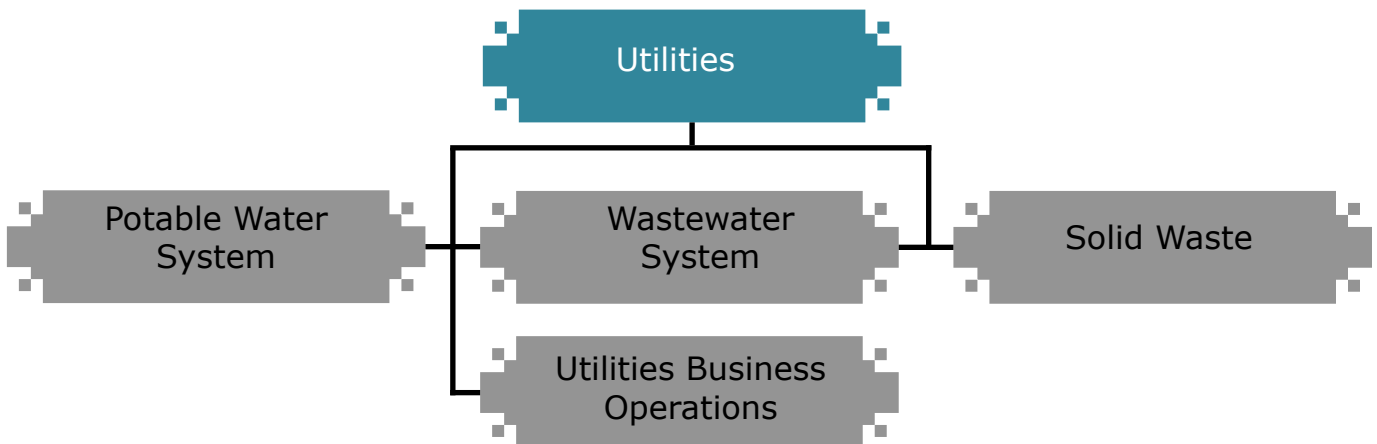 Utilities
Potable Water
System
Wastewater
System
Solid Waste
Utilities Business
Operations